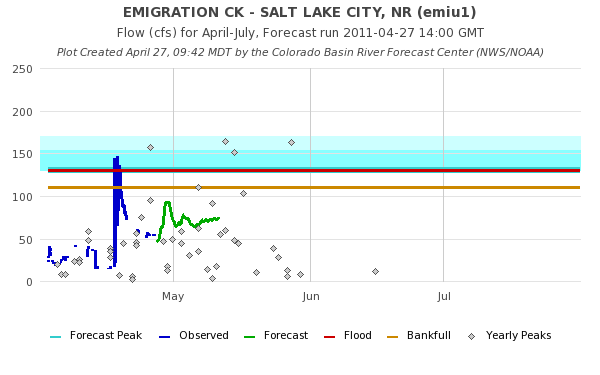 EMIGRATION CK - SALT LAKE CITY, NR (emiu1)
Flow (cfs) for April-July, Forecast run 2011-04-27 14:00 GMT
Plot Created April 27, 09:42 MDT by the Colorado Basin River Forecast Center (NWS/NOAA)
250
200
150
100
50
0
May Jun Jul
Forecast Peak Observed Forecast Flood Bankfull Yearly Peaks